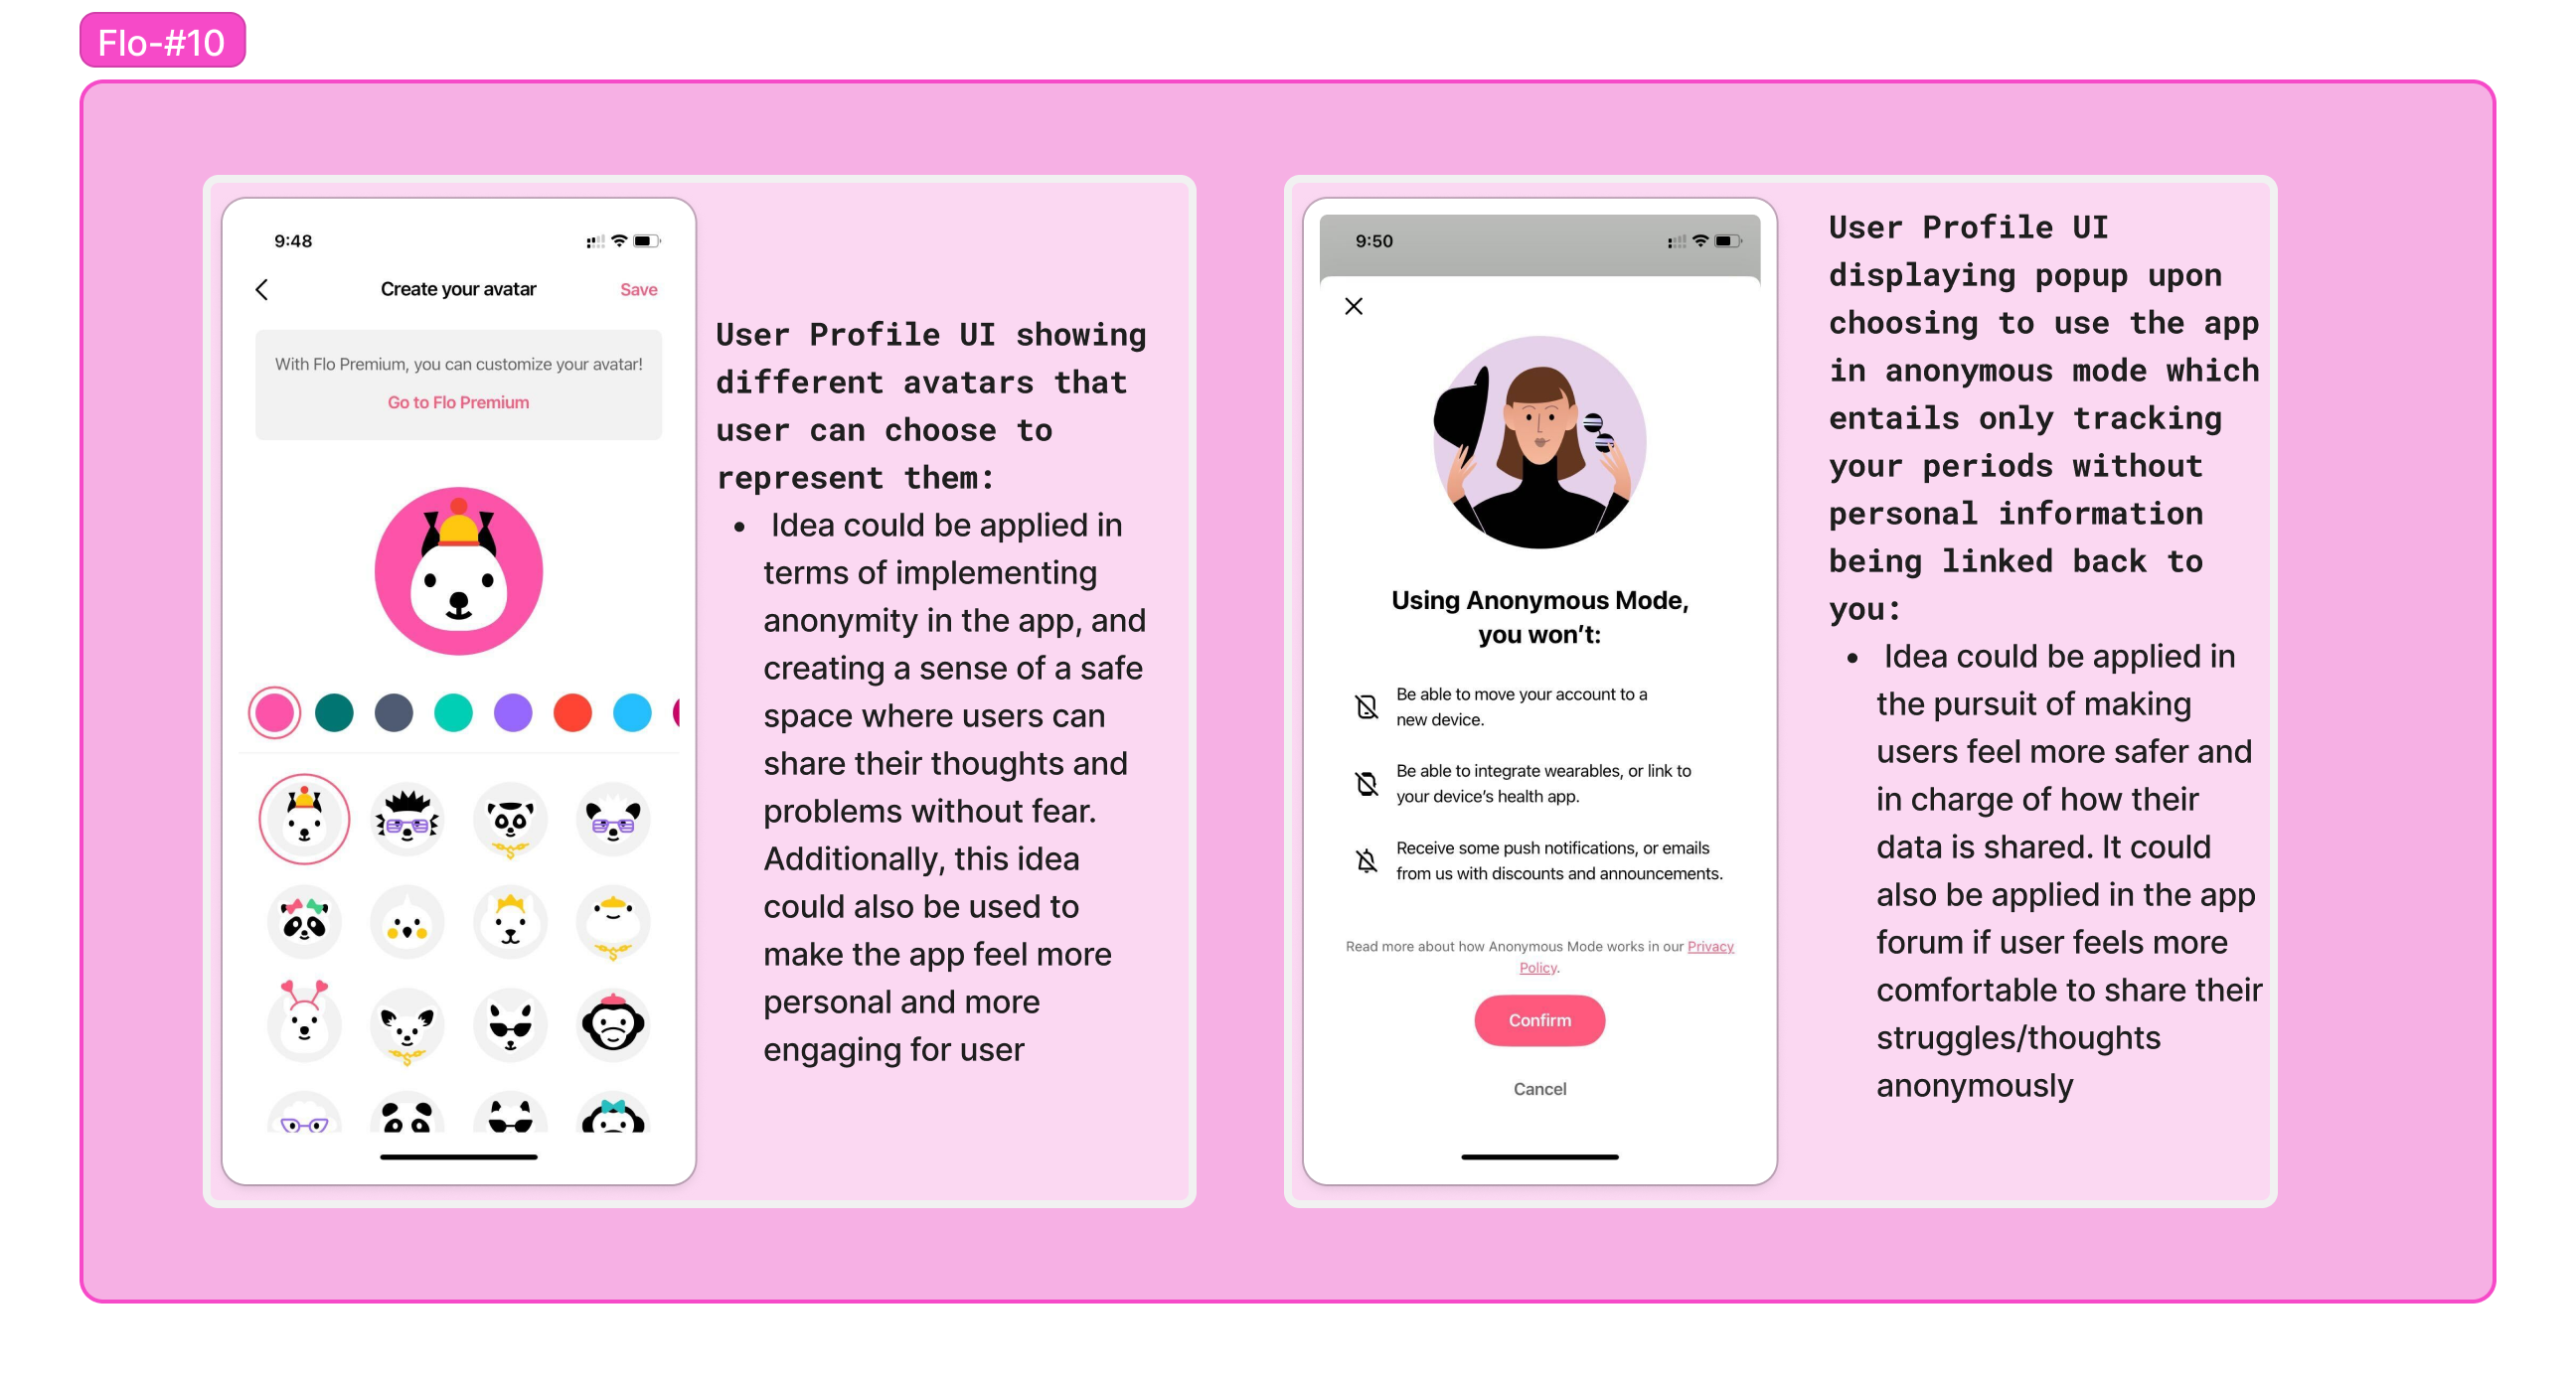 Flo-#10
9:48
Create your avatar
Save
With Flo Premium, you can customize your avatar!
Go to Flo Premium
User Profile UI showing
different avatars that
user can choose to
represent them:
• Idea could be applied in
terms of implementing
anonymity in the app, and
creating a sense of a safe
space where users can
share their thoughts and
problems without fear.
Additionally, this idea
could also be used to
make the app feel more
personal and more
engaging for user
9:50
Using Anonymous Mode,
you won’t:
Be able to move your account to a
new device.
Be able to integrate wearables, or link to
your device’s health app.
Receive some push notifications, or emails
from us with discounts and announcements.
Read more about how Anonymous Mode works in our Privacy
Policy.
Confirm
Cancel
User Profile UI
displaying popup upon
choosing to use the app
in anonymous mode which
entails only tracking
your periods without
personal information
being linked back to
you:
• Idea could be applied in
the pursuit of making
users feel more safer and
in charge of how their
data is shared. It could
also be applied in the app
forum if user feels more
comfortable to share their
struggles/thoughts
anonymously